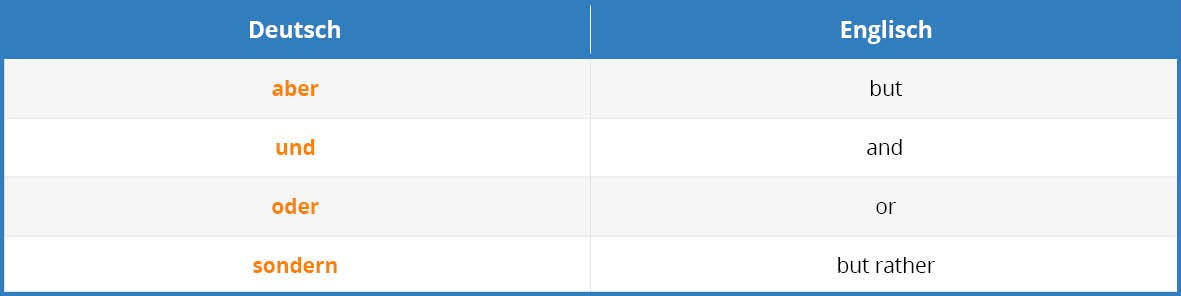 Deutsch Englisch
aber but
und and
oder or
sondern but rather